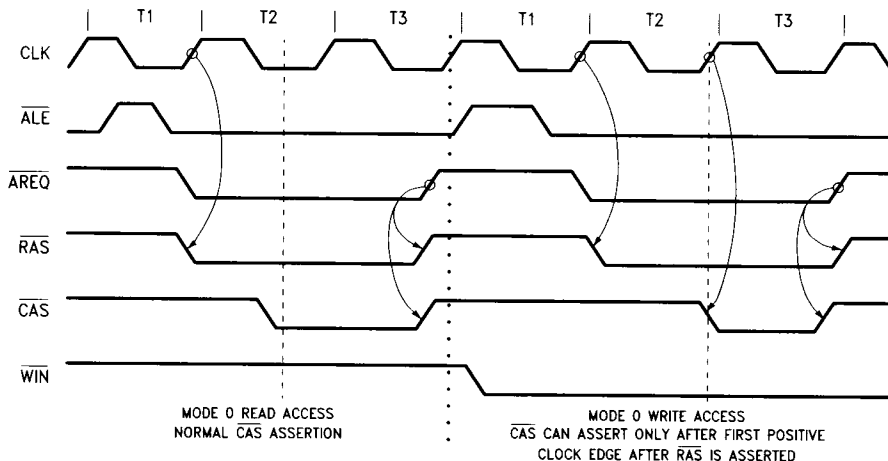 T1 T2 T3 T1 T2 T3
CLK
ALE
AREQ
RAS
CAS
WIN
MODE 0 READ ACCESS
NORMAL CAS ASSERTION
MODE 0 WRITE ACCESS
CAS CAN ASSERT ONLY AFTER FIRST POSITIVE
CLOCK EDGE AFTER RAS IS ASSERTED